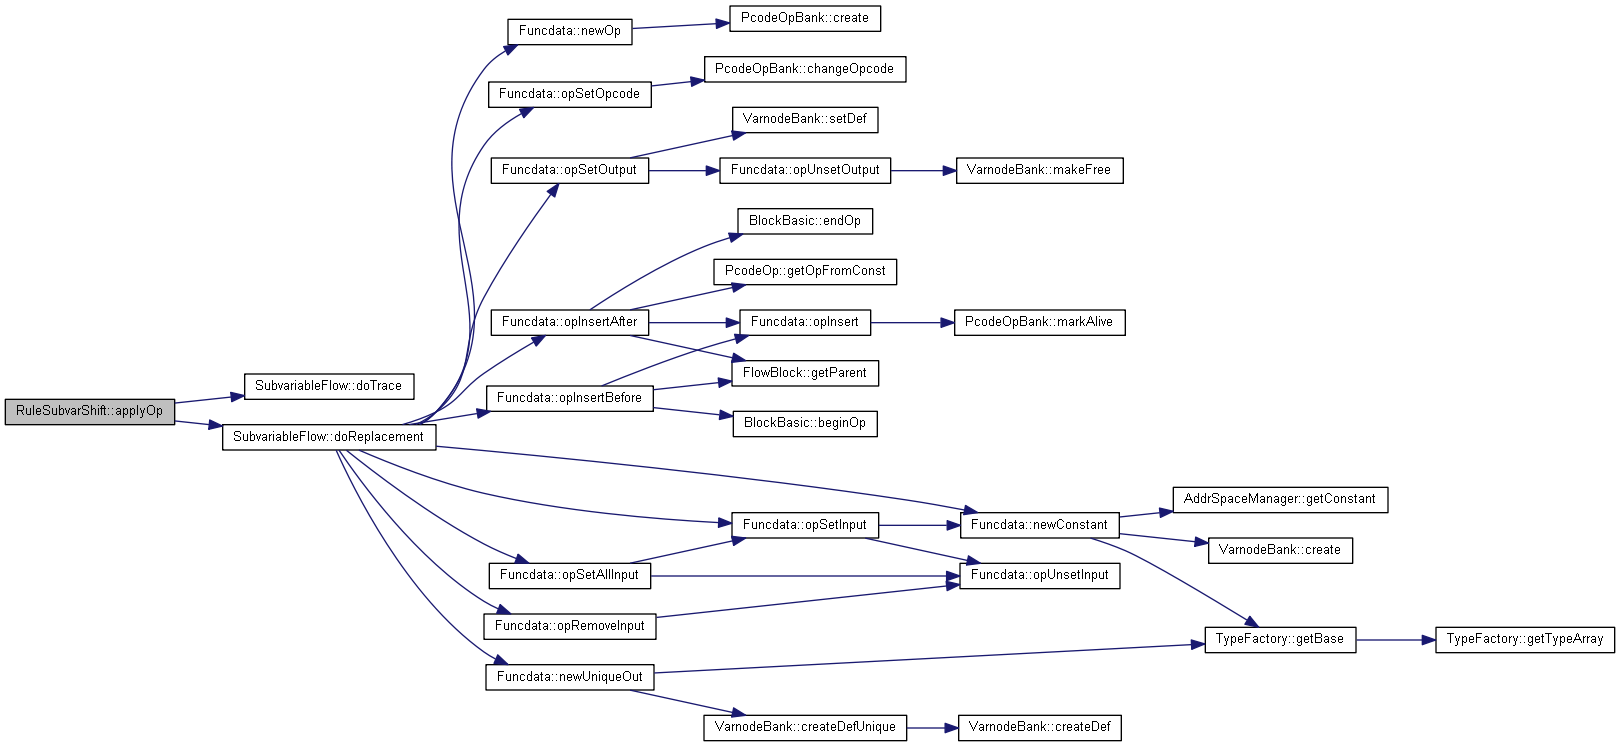 Funcdata::newOp
PcodeOpBank::create
Funcdata::opSetOpcode
PcodeOpBank::changeOpcode
VarnodeBank::setDef
Funcdata::opSetOutput
Funcdata::opUnsetOutput
VarnodeBank::makeFree
BlockBasic::endOp
PcodeOp::getOpFromConst
Funcdata::opInsertAfter
Funcdata::opInsert
PcodeOpBank::markAlive
FlowBlock::getParent
SubvariableFlow::doTrace
Funcdata::opInsertBefore
RuleSubvarShift::applyOp
BlockBasic::beginOp
SubvariableFlow::doReplacement
AddrSpaceManager::getConstant
Funcdata::opSetInput
Funcdata::newConstant
VarnodeBank::create
Funcdata::opSetAllInput
Funcdata::opUnsetInput
Funcdata::opRemoveInput
TypeFactory::getBase
TypeFactory::getTypeArray
Funcdata::newUniqueOut
VarnodeBank::createDefUnique
VarnodeBank::createDef